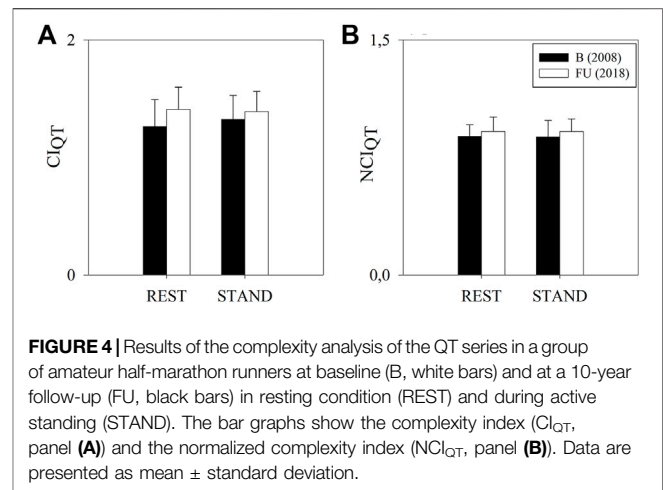 A
B
2
1,5
B (2008)
FU (2018)
CIQT
NCIQT
0
0,0
REST STAND
REST STAND
FIGURE 4 | Results of the complexity analysis of the QT series in a group
of amateur half-marathon runners at baseline (B, white bars) and at a 10-year
follow-up (FU, black bars) in resting condition (REST) and during active
standing (STAND). The bar graphs show the complexity index (CIQT,
panel (A)) and the normalized complexity index (NCIQT, panel (B)). Data are
presented as mean ± standard deviation.